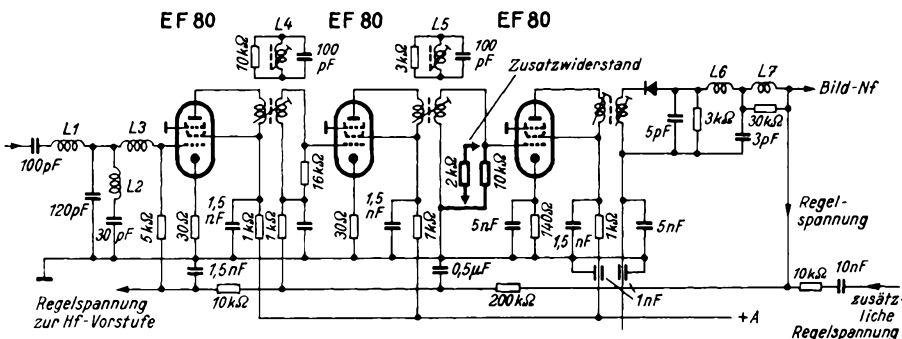 EF 80
EF 80
EF 80
L4
10kΩ
100
pF
L5
3kΩ
100
pF
Zusatzwiderstand
L6
L7
Bild-Nf
5pF
3kΩ
30kΩ
3pF
L1
L3
100pF
L2
120pF
30pF
5kΩ
30Ω
1,5
nF
1kΩ
1kΩ
16kΩ
30Ω
1,5
nF
1kΩ
2kΩ
10kΩ
5nF
140Ω
1,5
nF
1kΩ
5nF
Regel-
spannung
1,5nF
0,5µF
1nF
10kΩ
10nF
Regelspannung
zur Hf-Vorstufe
10kΩ
200kΩ
+A
zusätz-
liche
Regelspannung